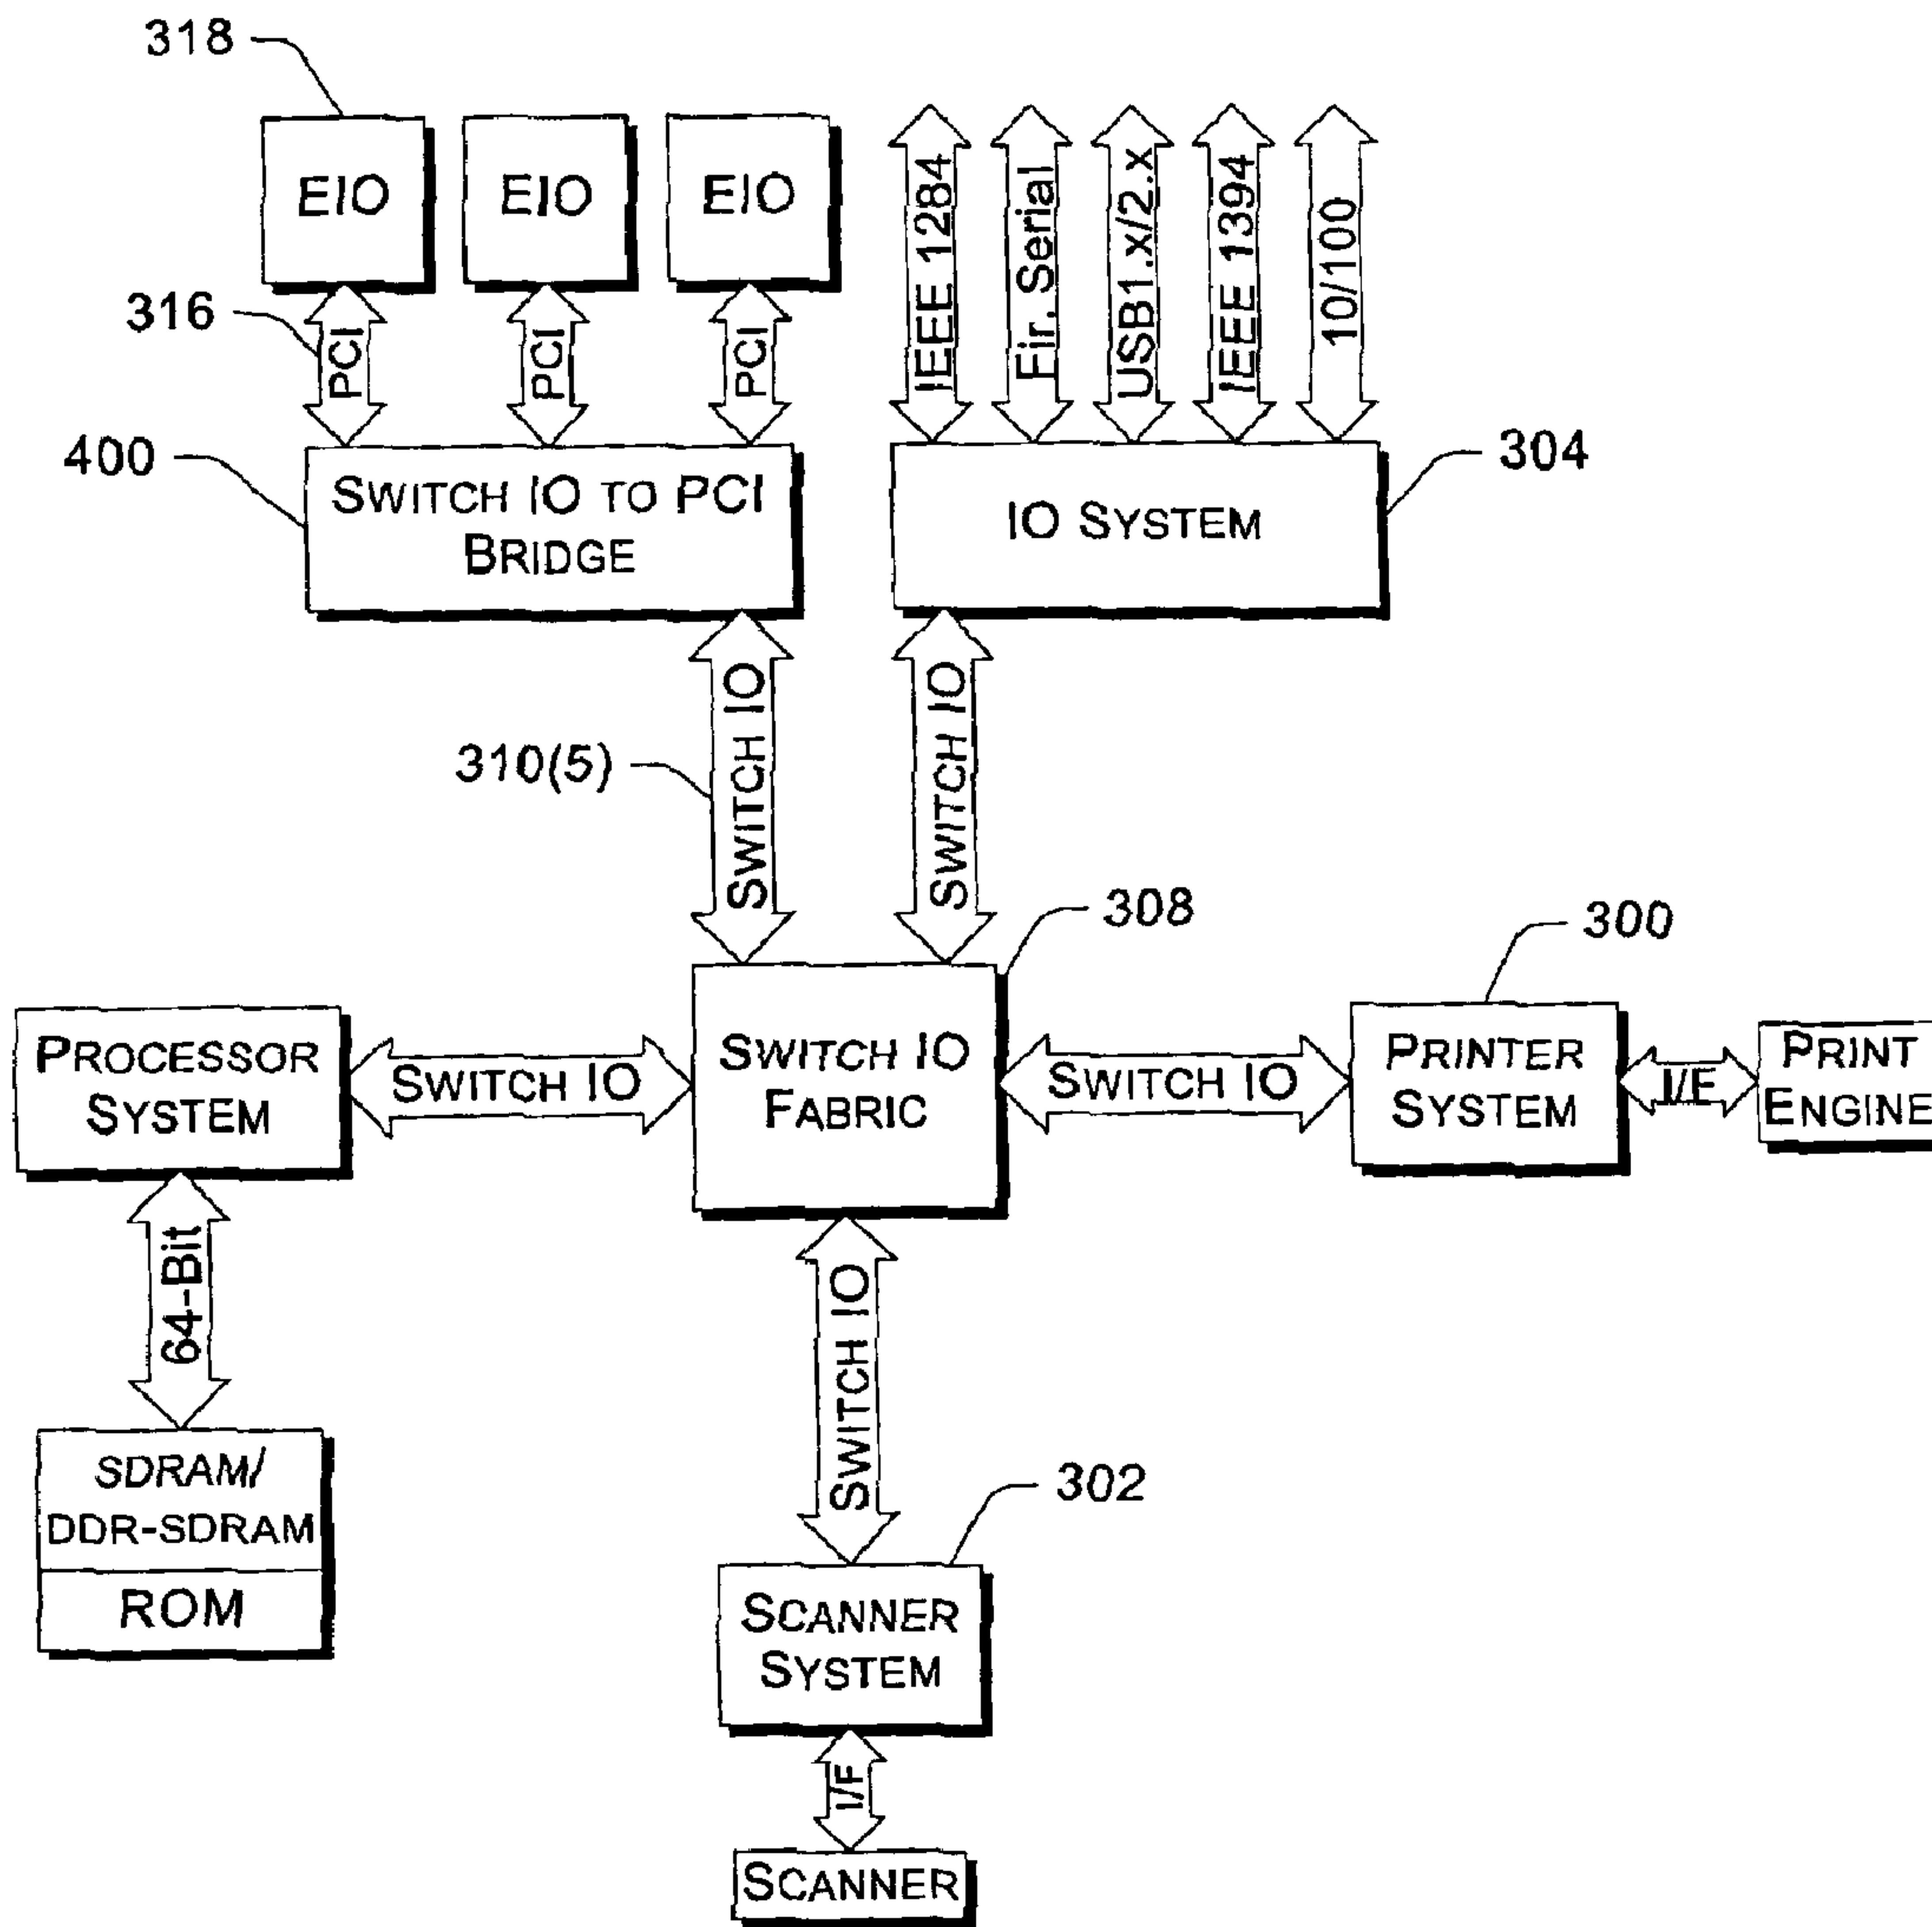 318
EIO
EIO
EIO
316
PCI
PCI
PCI
IEEE 1284
Fir. Serial
USB1.x/2.x
IEEE 1394
10/100
400
SWITCH IO TO PCI
BRIDGE
IO SYSTEM
304
310(5)
SWITCH IO
SWITCH IO
308
300
PROCESSOR
SYSTEM
SWITCH IO
SWITCH IO
FABRIC
SWITCH IO
PRINTER
SYSTEM
I/F
PRINT
ENGINE
64-Bit
SWITCH IO
SDRAM/
DDR-SDRAM
ROM
302
SCANNER
SYSTEM
I/F
SCANNER